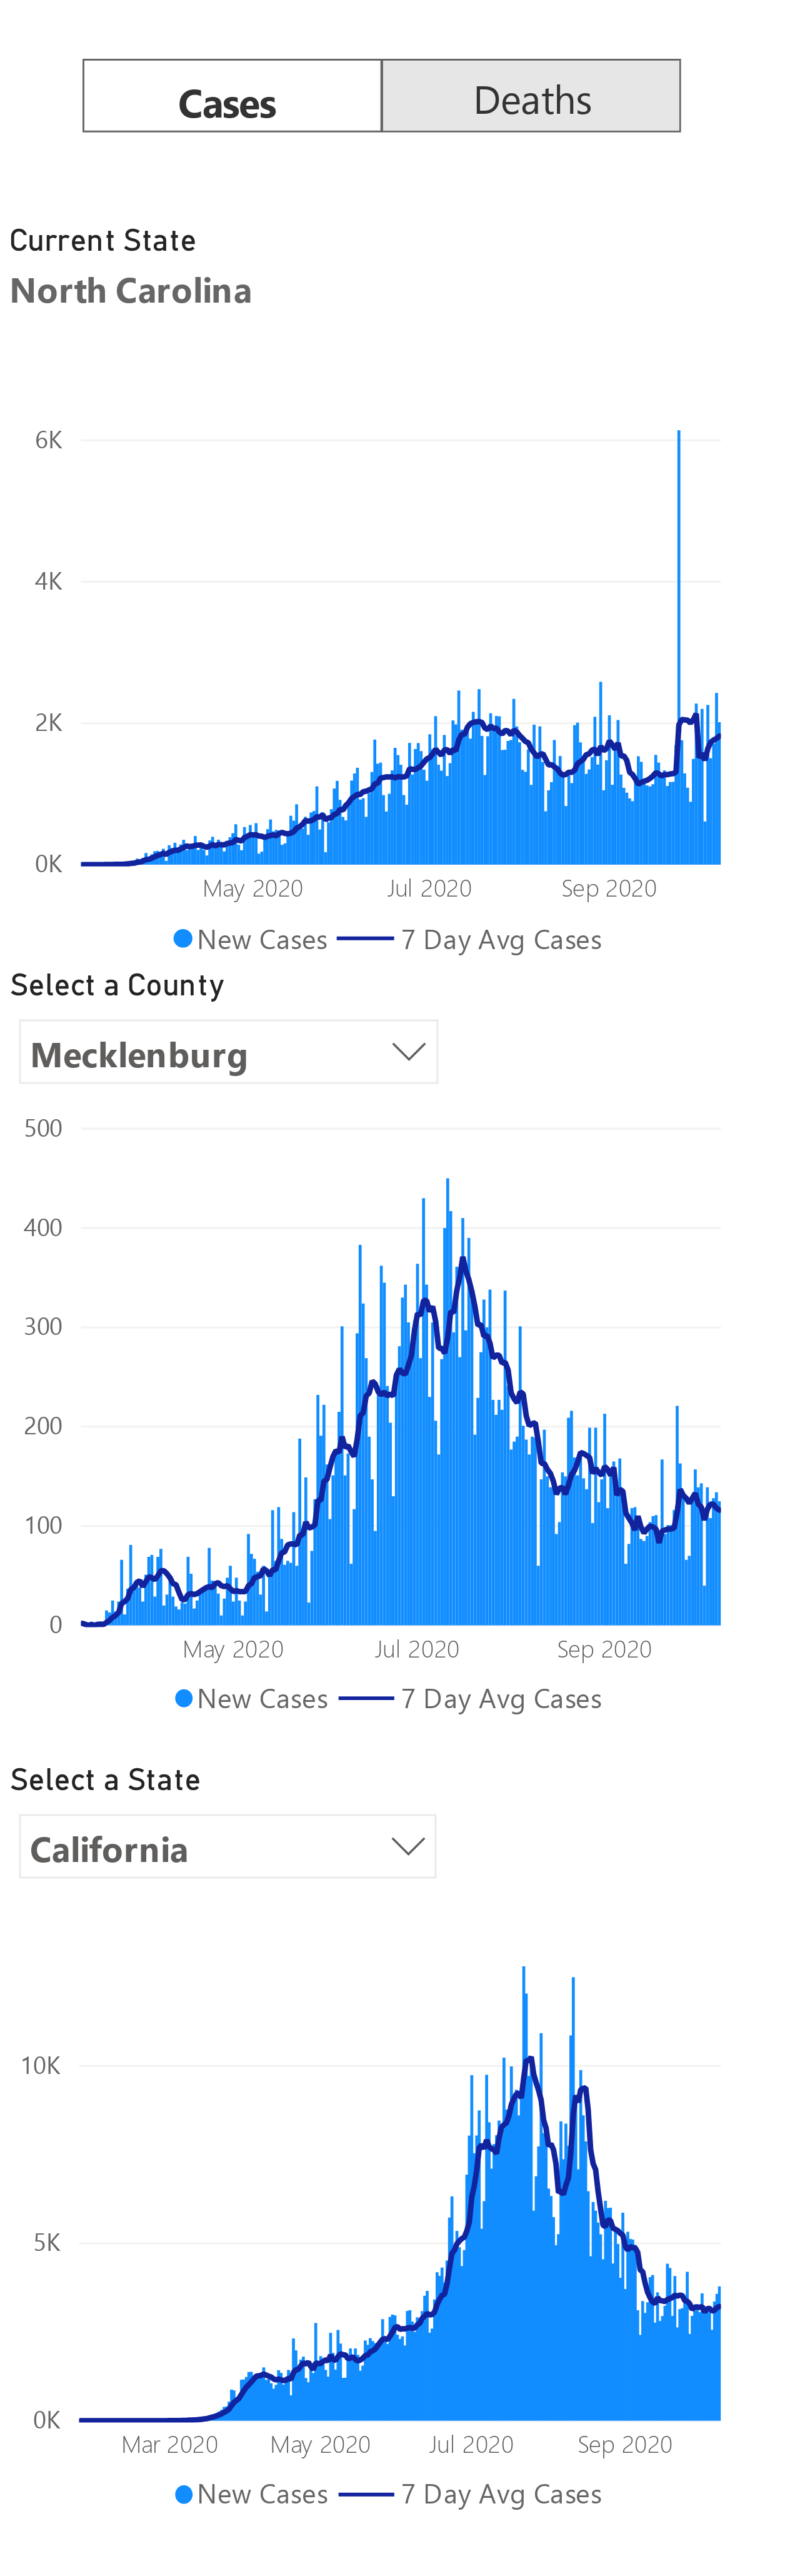 Cases Deaths
Current State
North Carolina
6K
4K
2K
0K
May 2020 Jul 2020 Sep 2020
New Cases 7 Day Avg Cases
Select a County
Mecklenburg
500
400
300
200
100
0
May 2020 Jul 2020 Sep 2020
New Cases 7 Day Avg Cases
Select a State
California
10K
5K
0K
Mar 2020 May 2020 Jul 2020 Sep 2020
New Cases 7 Day Avg Cases